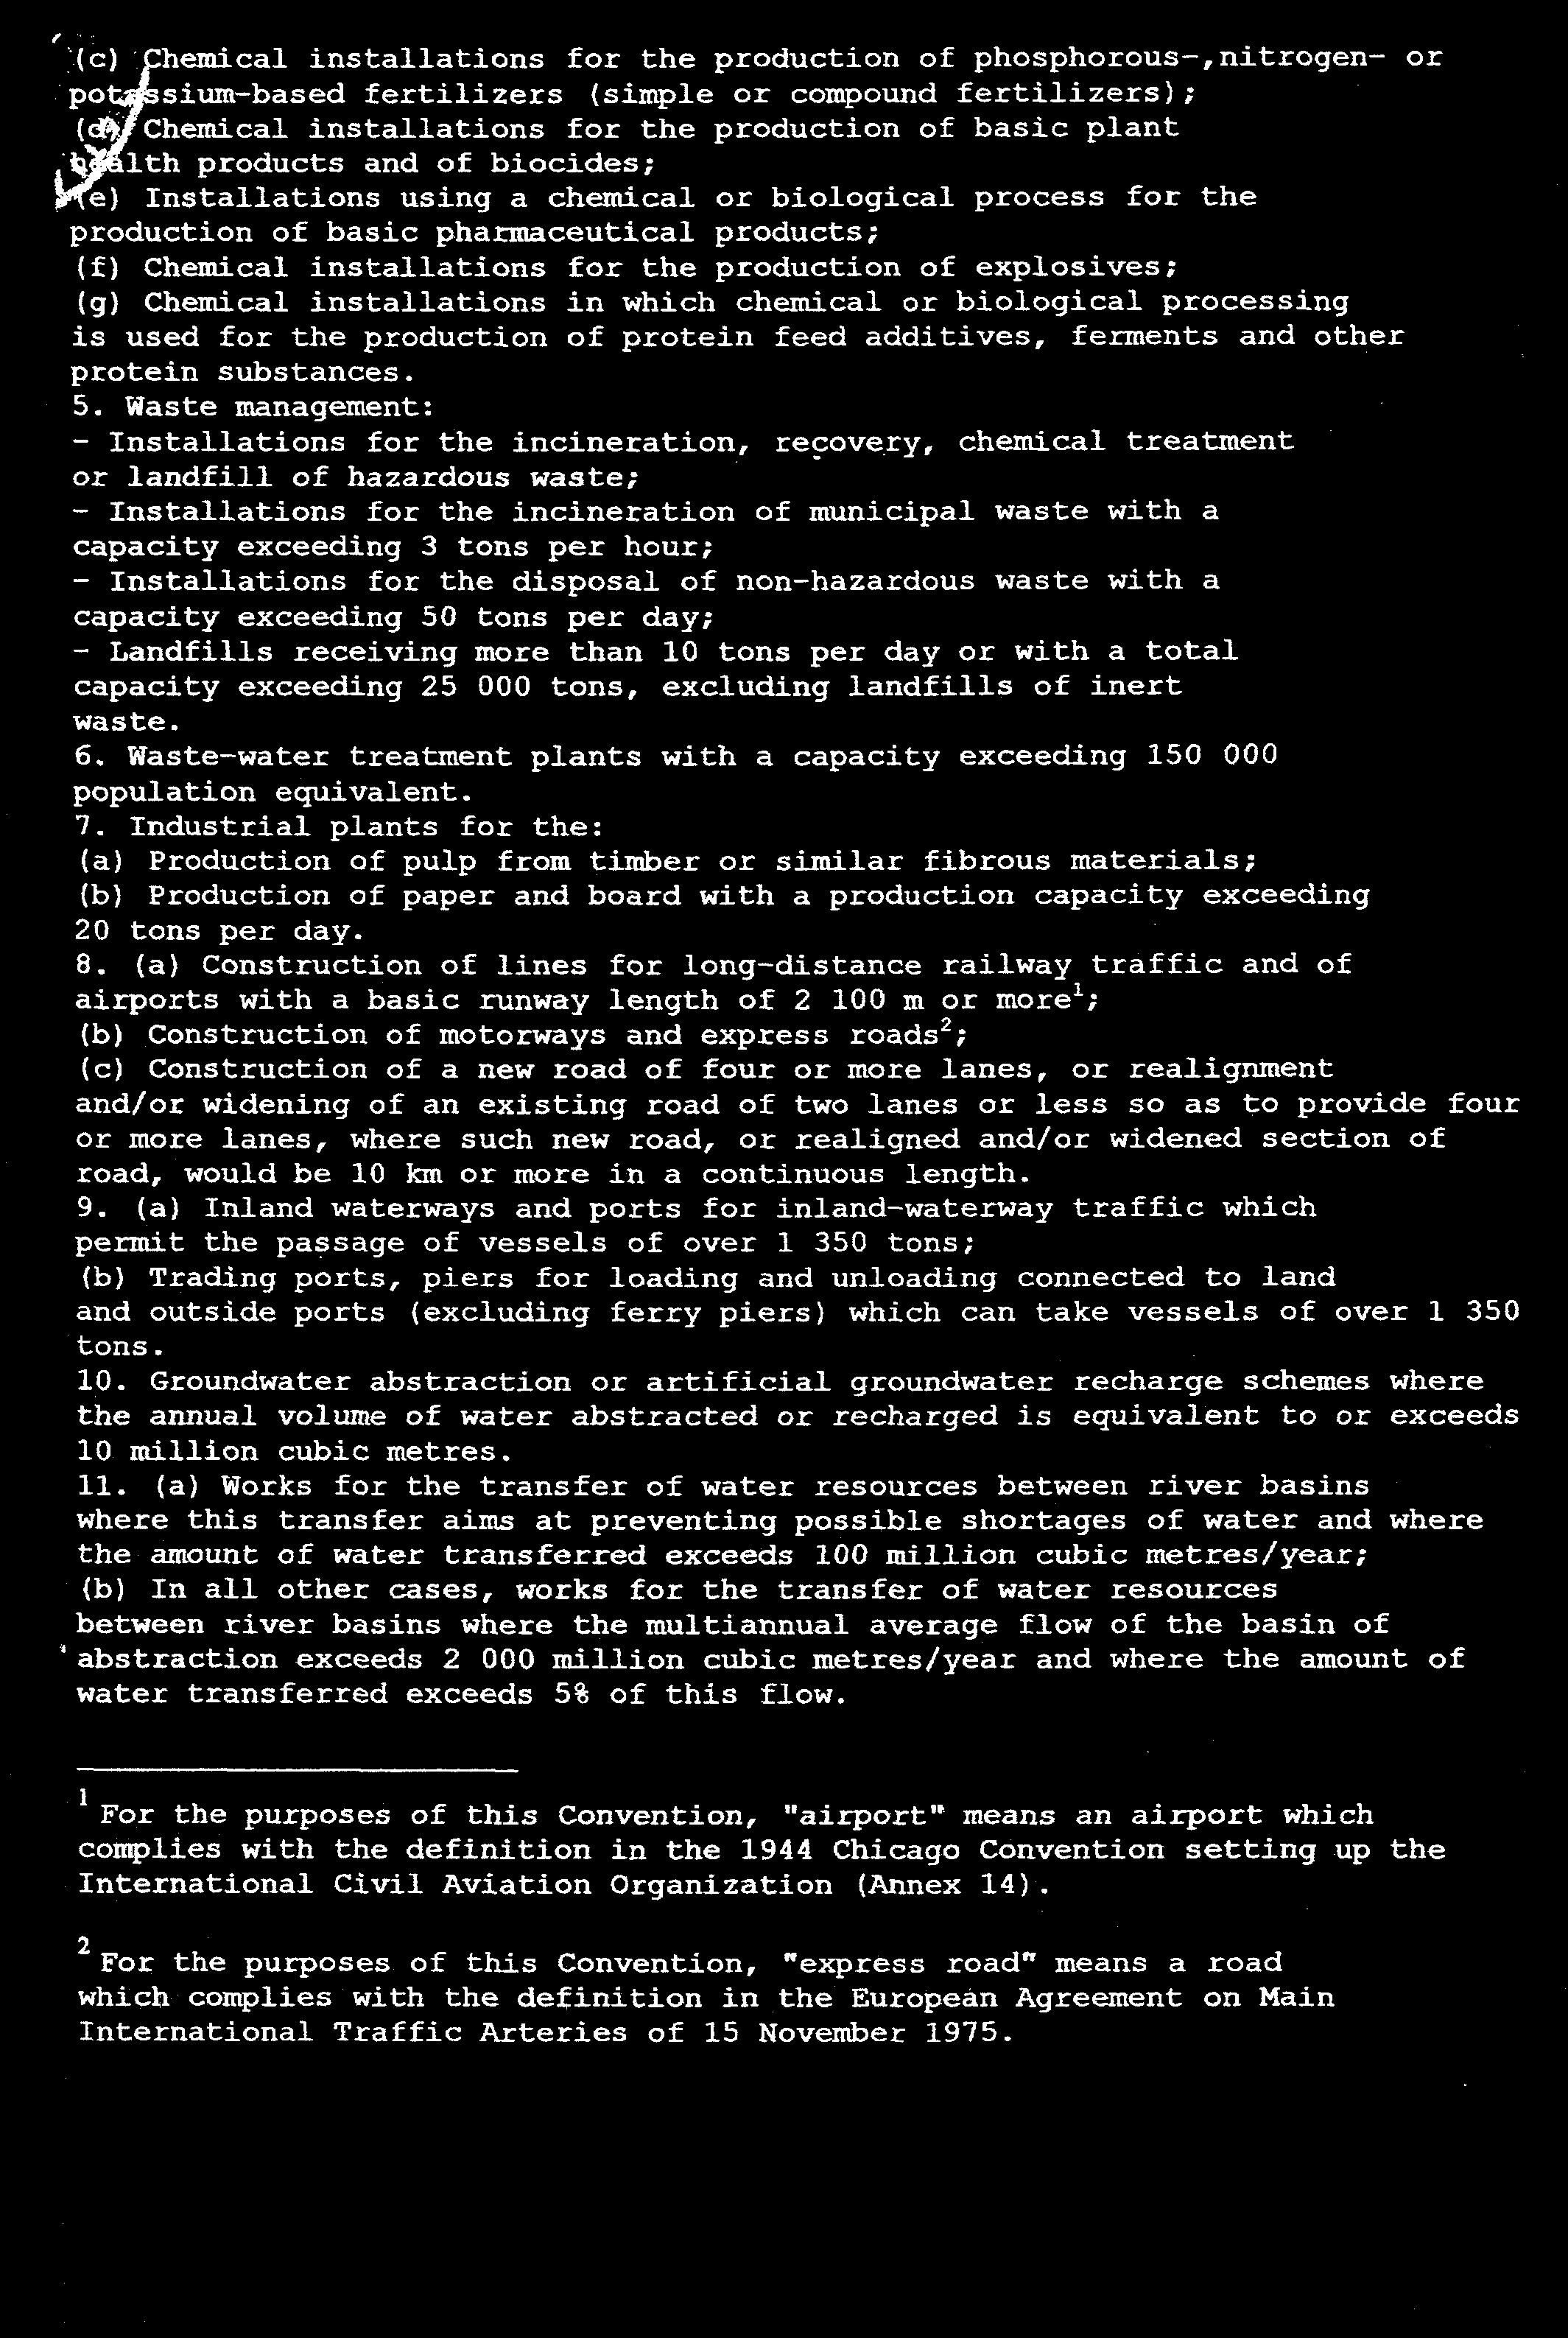 (c) Chemical installations for the production of phosphorous-,nitrogen- or
potassium-based fertilizers (simple or compound fertilizers);
(d) Chemical installations for the production of basic plant
health products and of biocides;
(e) Installations using a chemical or biological process for the
production of basic pharmaceutical products;
(f) Chemical installations for the production of explosives;
(g) Chemical installations in which chemical or biological processing
is used for the production of protein feed additives, ferments and other
protein substances.
5. Waste management:
- Installations for the incineration, recovery, chemical treatment
or landfill of hazardous waste;
- Installations for the incineration of municipal waste with a
capacity exceeding 3 tons per hour;
- Installations for the disposal of non-hazardous waste with a
capacity exceeding 50 tons per day;
- Landfills receiving more than 10 tons per day or with a total
capacity exceeding 25 000 tons, excluding landfills of inert
waste.
6. Waste-water treatment plants with a capacity exceeding 150 000
population equivalent.
7. Industrial plants for the:
(a) Production of pulp from timber or similar fibrous materials;
(b) Production of paper and board with a production capacity exceeding
20 tons per day.
8. (a) Construction of lines for long-distance railway traffic and of
airports with a basic runway length of 2 100 m or more¹;
(b) Construction of motorways and express roads²;
(c) Construction of a new road of four or more lanes, or realignment
and/or widening of an existing road of two lanes or less so as to provide four
or more lanes, where such new road, or realigned and/or widened section of
road, would be 10 km or more in a continuous length.
9. (a) Inland waterways and ports for inland-waterway traffic which
permit the passage of vessels of over 1 350 tons;
(b) Trading ports, piers for loading and unloading connected to land
and outside ports (excluding ferry piers) which can take vessels of over 1 350
tons.
10. Groundwater abstraction or artificial groundwater recharge schemes where
the annual volume of water abstracted or recharged is equivalent to or exceeds
10 million cubic metres.
11. (a) Works for the transfer of water resources between river basins
where this transfer aims at preventing possible shortages of water and where
the amount of water transferred exceeds 100 million cubic metres/year;
(b) In all other cases, works for the transfer of water resources
between river basins where the multiannual average flow of the basin of
abstraction exceeds 2 000 million cubic metres/year and where the amount of
water transferred exceeds 5% of this flow.
¹ For the purposes of this Convention, "airport" means an airport which
complies with the definition in the 1944 Chicago Convention setting up the
International Civil Aviation Organization (Annex 14).
² For the purposes of this Convention, "express road" means a road
which complies with the definition in the European Agreement on Main
International Traffic Arteries of 15 November 1975.